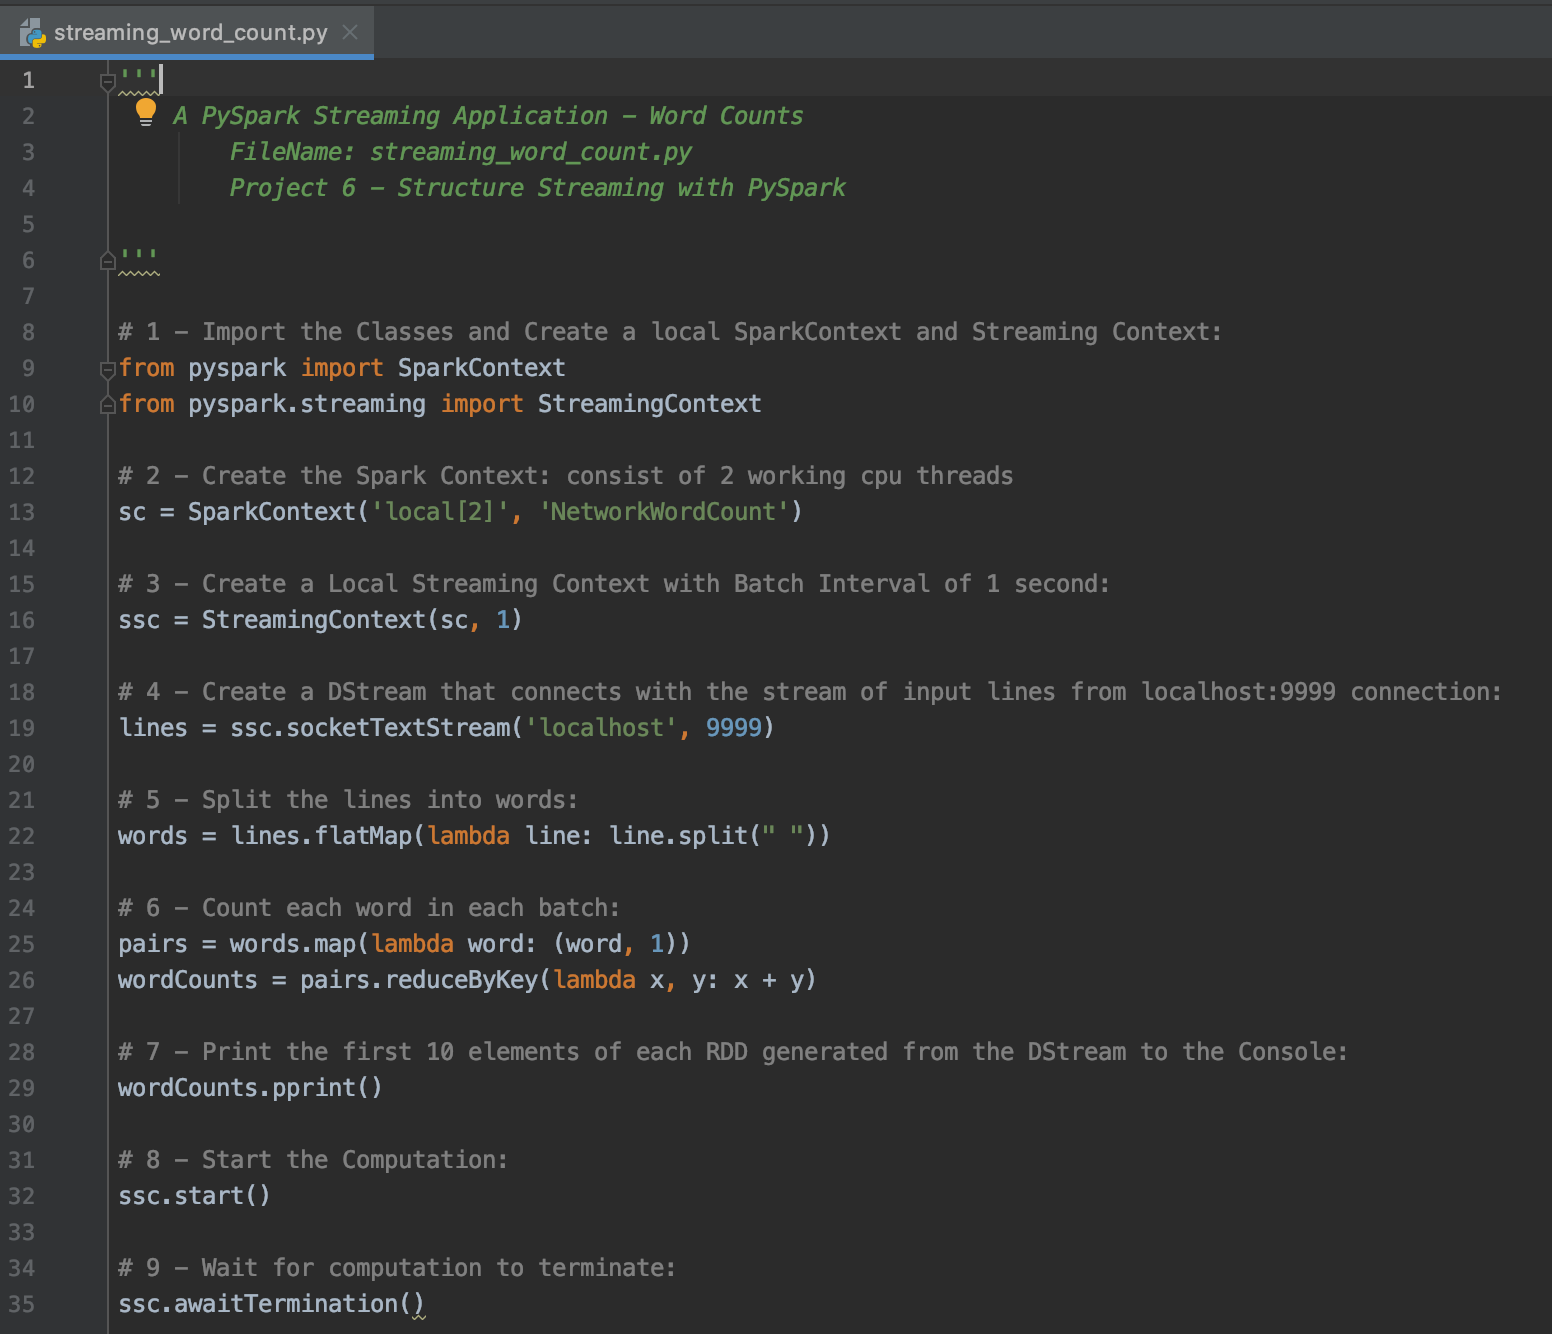 streaming_word_count.py
1 '''
2 A PySpark Streaming Application – Word Counts
3 FileName: streaming_word_count.py
4 Project 6 – Structure Streaming with PySpark
5
6 '''
7
8 # 1 – Import the Classes and Create a local SparkContext and Streaming Context:
9 from pyspark import SparkContext
10 from pyspark.streaming import StreamingContext
11
12 # 2 – Create the Spark Context: consist of 2 working cpu threads
13 sc = SparkContext('local[2]', 'NetworkWordCount')
14
15 # 3 – Create a Local Streaming Context with Batch Interval of 1 second:
16 ssc = StreamingContext(sc, 1)
17
18 # 4 – Create a DStream that connects with the stream of input lines from localhost:9999 connection:
19 lines = ssc.socketTextStream('localhost', 9999)
20
21 # 5 – Split the lines into words:
22 words = lines.flatMap(lambda line: line.split(" "))
23
24 # 6 – Count each word in each batch:
25 pairs = words.map(lambda word: (word, 1))
26 wordCounts = pairs.reduceByKey(lambda x, y: x + y)
27
28 # 7 – Print the first 10 elements of each RDD generated from the DStream to the Console:
29 wordCounts.pprint()
30
31 # 8 – Start the Computation:
32 ssc.start()
33
34 # 9 – Wait for computation to terminate:
35 ssc.awaitTermination()